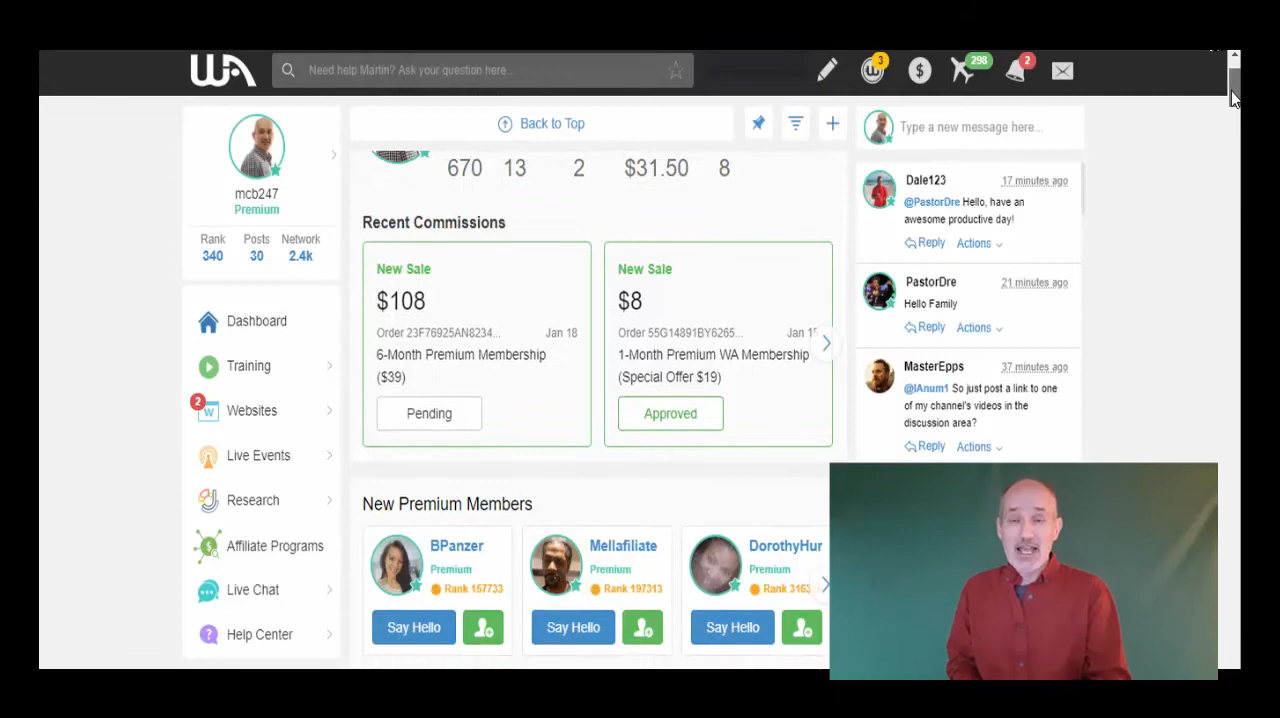 WA
Need help Martin? Ask your question here...
3
$
298
2
mcb247
Premium
Rank Posts Network
340 30 2.4k
Dashboard
Training
2
W
Websites
Live Events
Research
Affiliate Programs
Live Chat
Help Center
Back to Top
670 13 2 $31.50 8
Recent Commissions
New Sale
$108
Order 23F76925AN8234... Jan 18
6-Month Premium Membership
($39)
Pending
New Sale
$8
Order 55G14891BY6265... Jan
1-Month Premium WA Membership
(Special Offer $19)
Approved
New Premium Members
BPanzer
Premium
Rank 157733
Say Hello
Mellafiliate
Premium
Rank 197313
Say Hello
DorothyHur
Premium
Rank 3163
Say Hello
Type a new message here...
Dale123 17 minutes ago
@PastorDre Hello, have an
awesome productive day!
Reply Actions
PastorDre 21 minutes ago
Hello Family
Reply Actions
MasterEpps 37 minutes ago
@IAnum1 So just post a link to one
of my channel's videos in the
discussion area?
Reply Actions